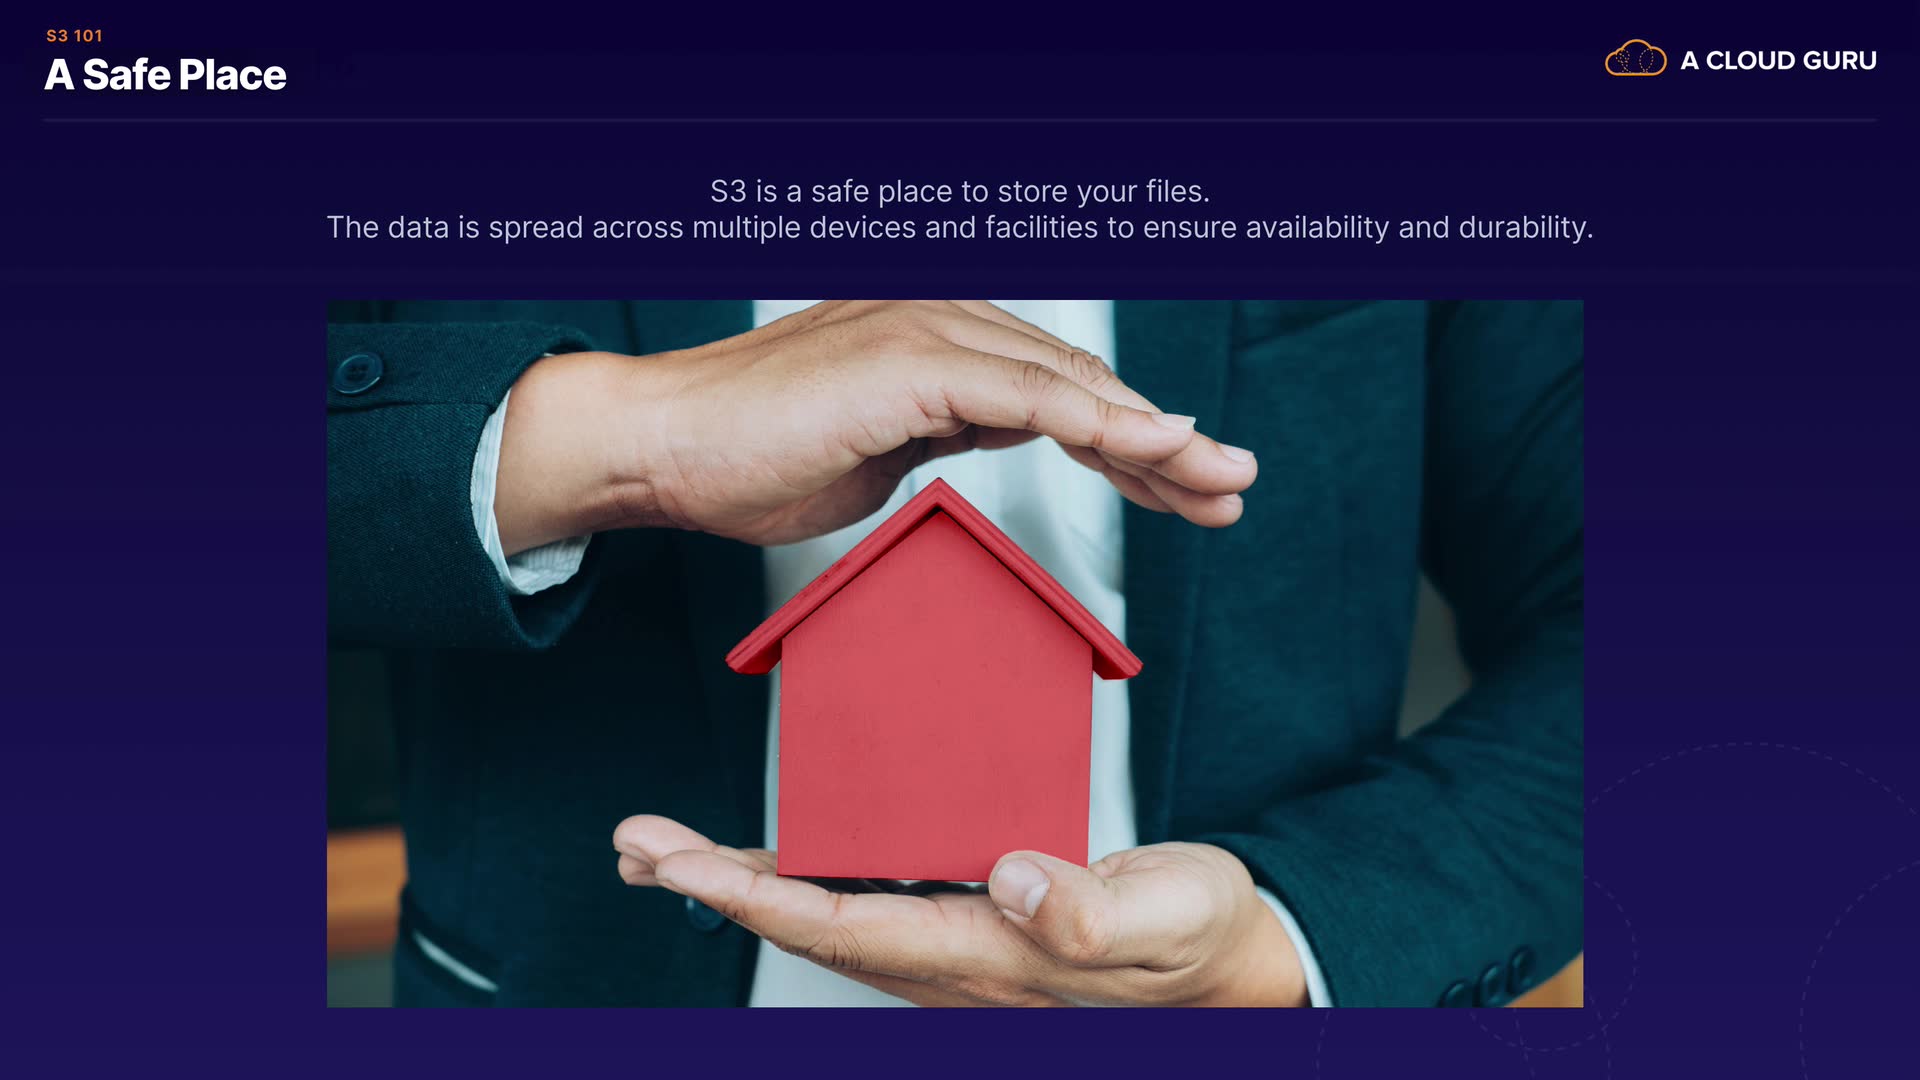 S3 101
A Safe Place
A CLOUD GURU
S3 is a safe place to store your files.
The data is spread across multiple devices and facilities to ensure availability and durability.